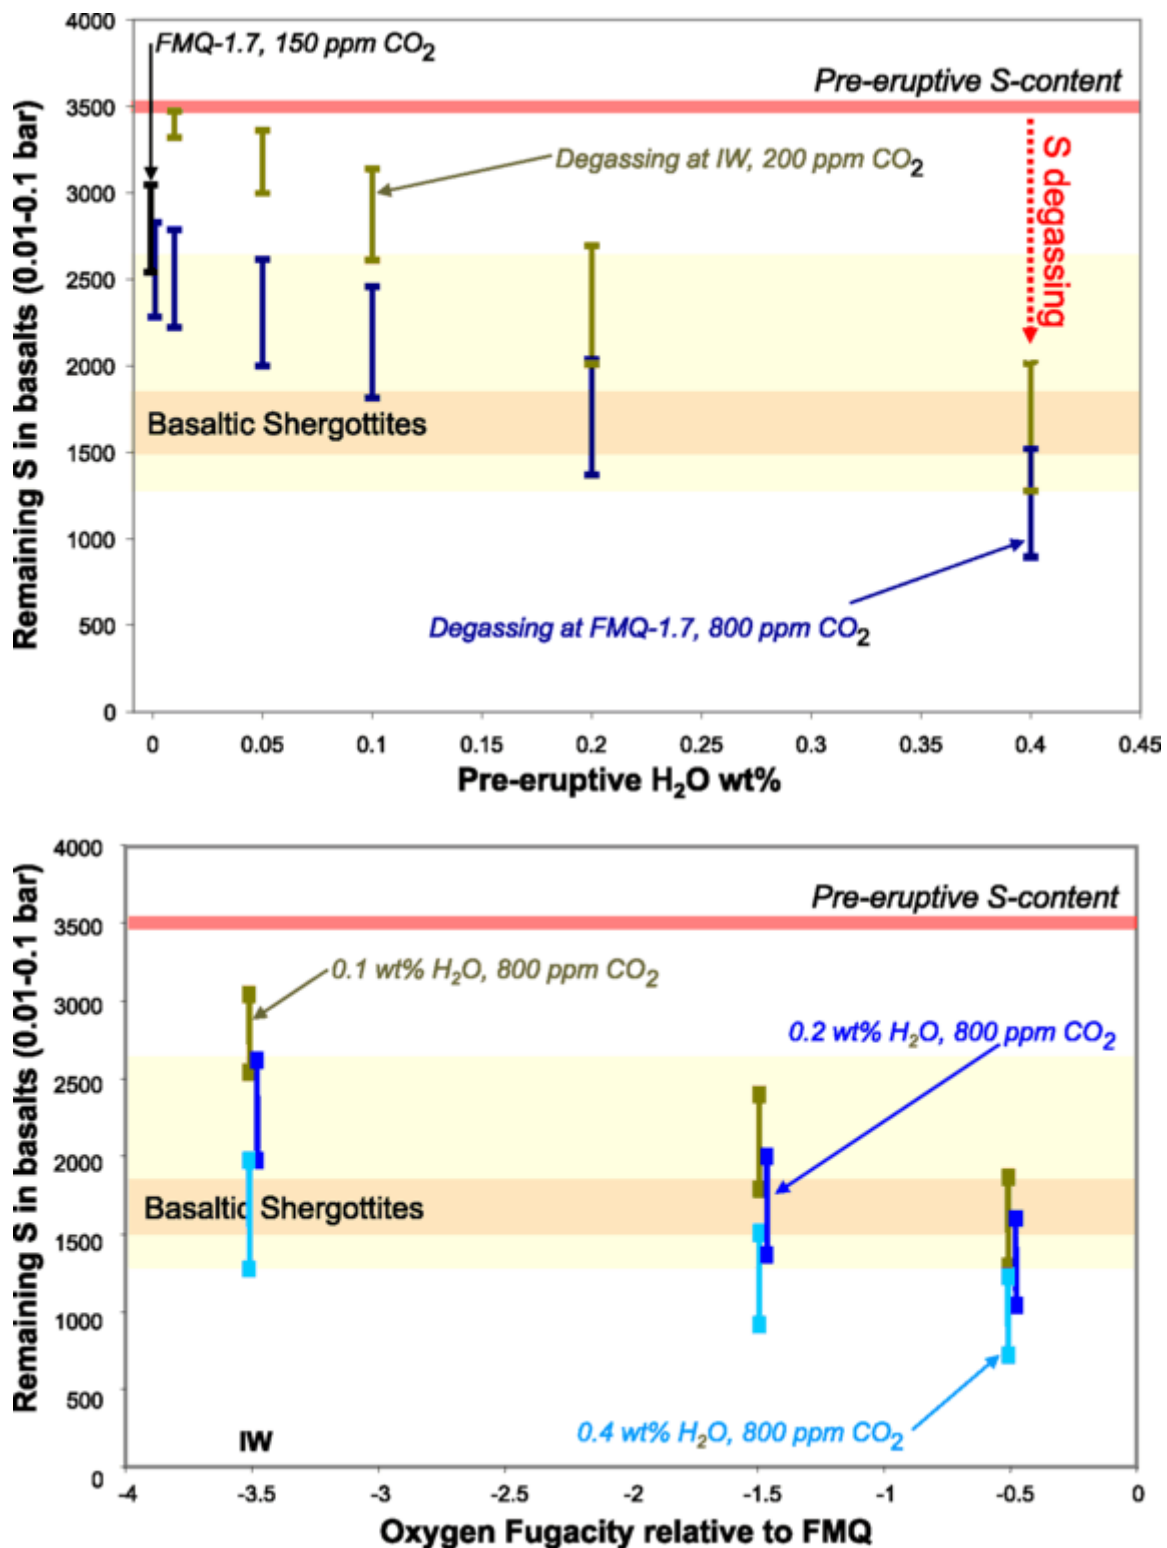 4000
FMQ-1.7, 150 ppm CO2
Pre-eruptive S-content
3500
S degassing
Degassing at IW, 200 ppm CO2
3000
2500
2000
Basaltic Shergottites
1500
1000
Degassing at FMQ-1.7, 800 ppm CO2
500
0
Remaining S in basalts (0.01-0.1 bar)
0 0.05 0.1 0.15 0.2 0.25 0.3 0.35 0.4 0.45
Pre-eruptive H2O wt%
4000
Pre-eruptive S-content
3500
0.1 wt% H2O, 800 ppm CO2
3000
0.2 wt% H2O, 800 ppm CO2
2500
2000
Basaltic Shergottites
1500
1000
500
0.4 wt% H2O, 800 ppm CO2
IW
0
Remaining S in basalts (0.01-0.1 bar)
-4 -3.5 -3 -2.5 -2 -1.5 -1 -0.5 0
Oxygen Fugacity relative to FMQ